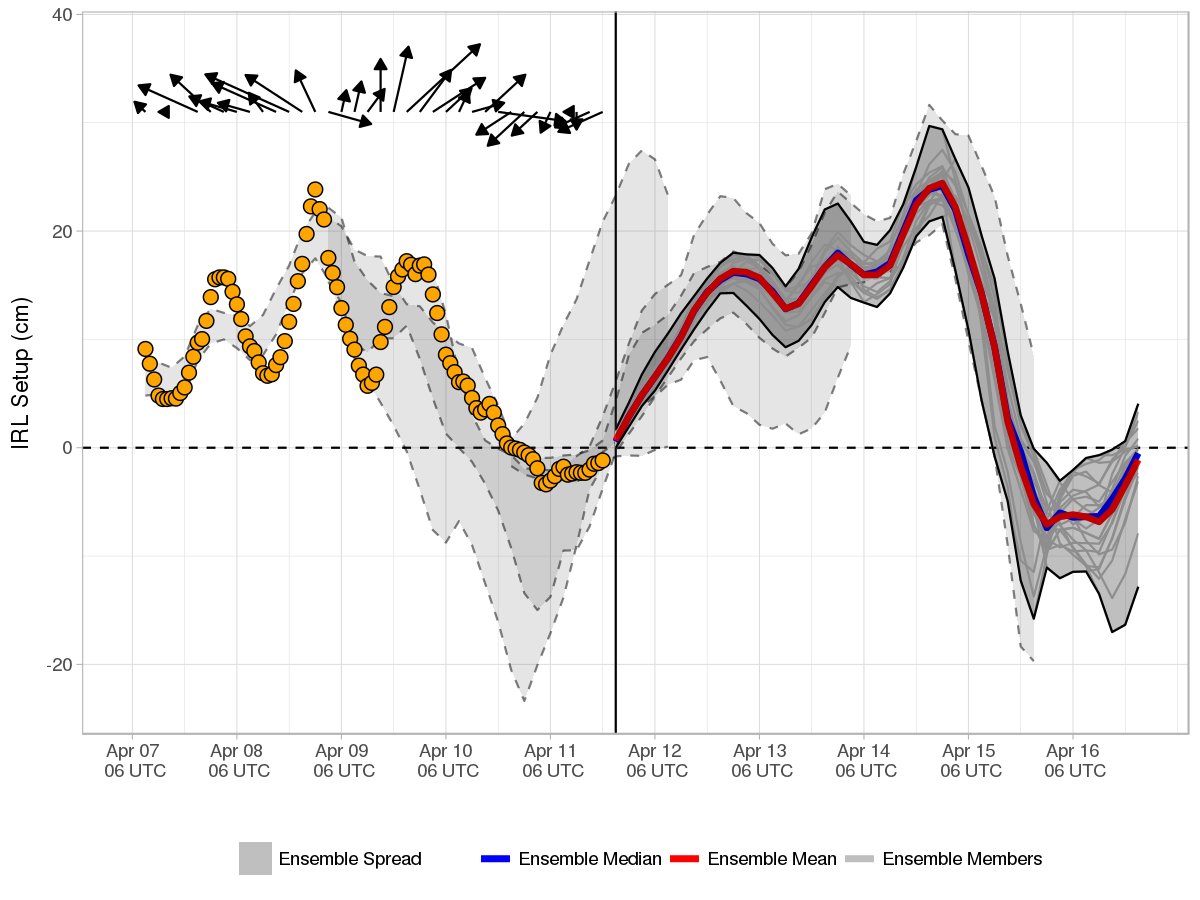 40
20
0
-20
IRL Setup (cm)
Apr 07 Apr 08 Apr 09 Apr 10 Apr 11 Apr 12 Apr 13 Apr 14 Apr 15 Apr 16
06 UTC 06 UTC 06 UTC 06 UTC 06 UTC 06 UTC 06 UTC 06 UTC 06 UTC 06 UTC
Ensemble Spread Ensemble Median Ensemble Mean Ensemble Members